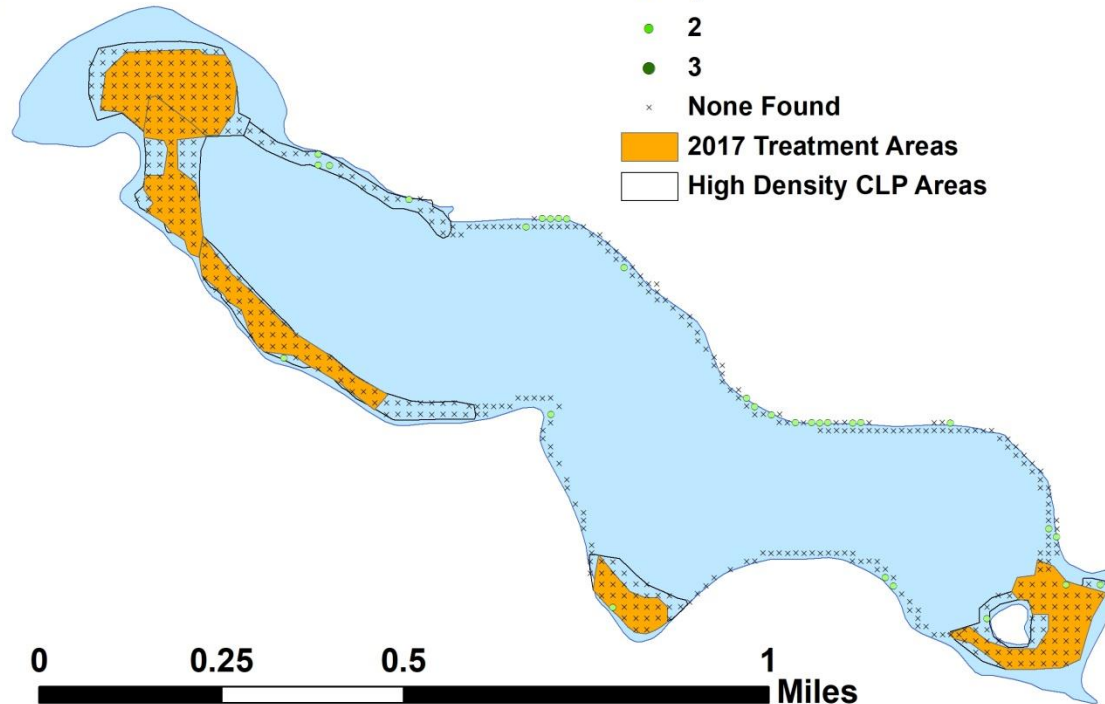 2
3
None Found
2017 Treatment Areas
High Density CLP Areas
0 0.25 0.5 1
Miles